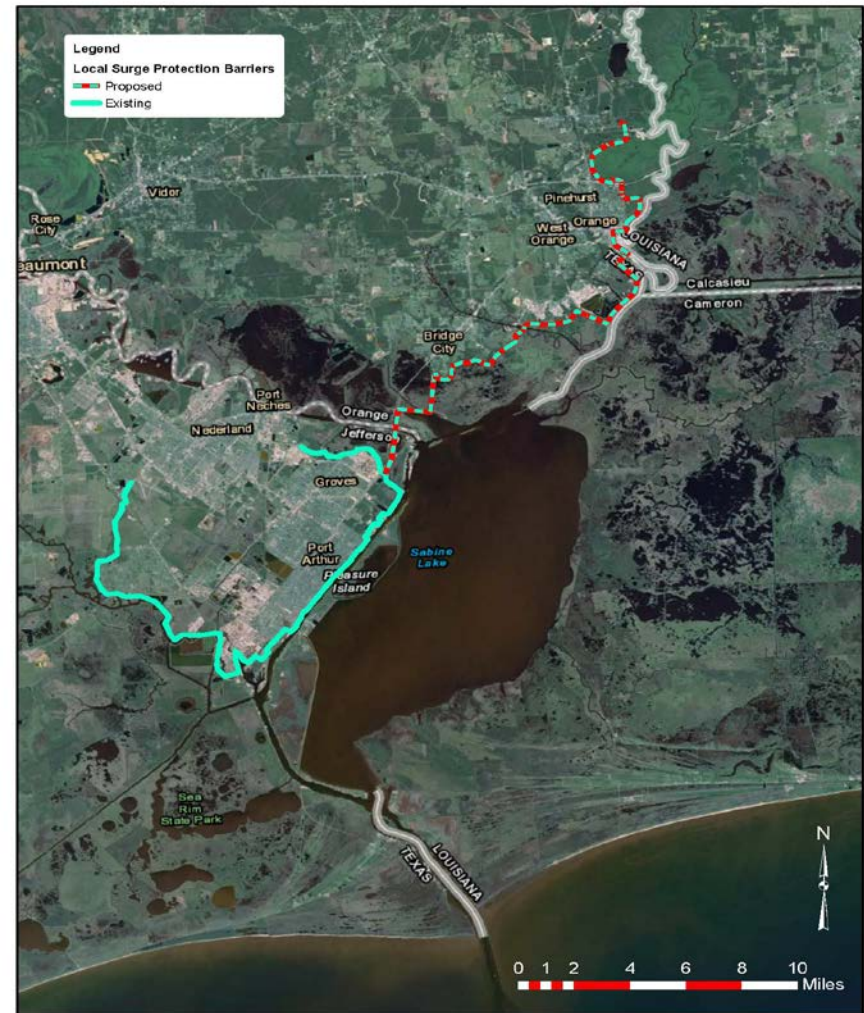 Legend
Local Surge Protection Barriers
Proposed
Existing
Vidor
Rose
City
eaumont
Pinehurst
West
Orange
Orange
LOUISIANA
TEXAS
Calcasieu
Cameron
Bridge
City
Port
Neches
Nederland
Orange
Jefferso
Groves
Port
Arthur
Pleasure
Island
Sabine
Lake
Sea
Rim
State Park
LOUISIANA
TEXAS
N
0 1 2 4 6 8 10
Miles